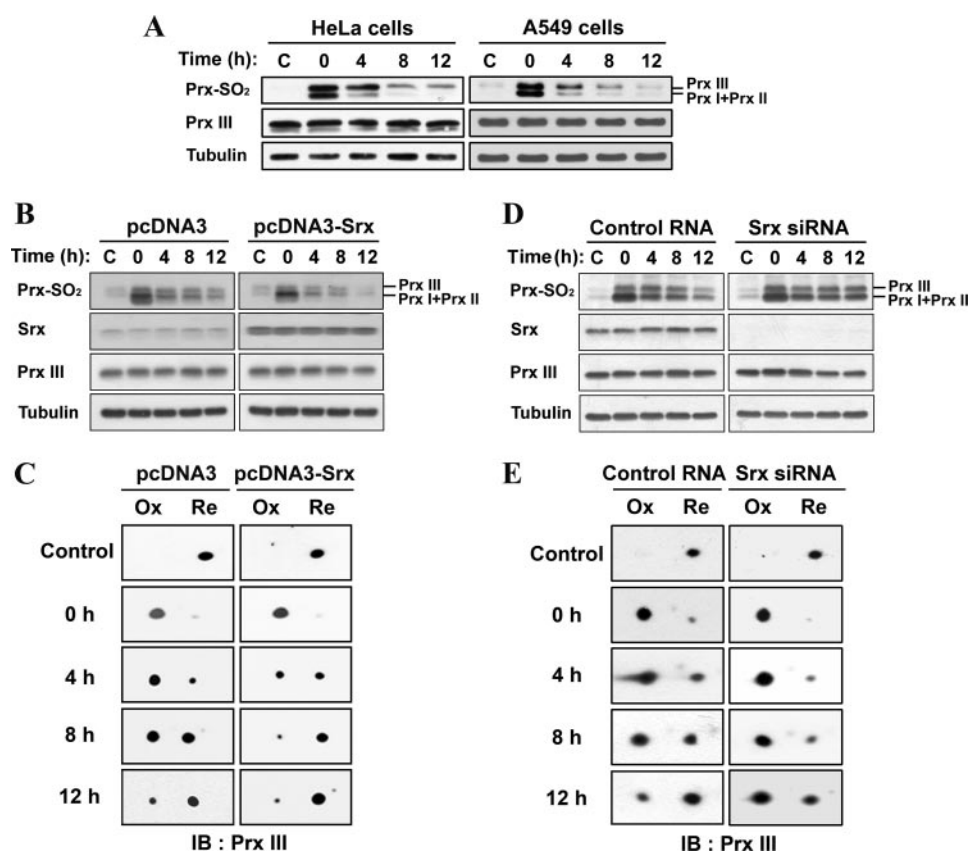 A
HeLa cells
A549 cells
Time (h): C 0 4 8 12 C 0 4 8 12
Prx-SO2
Prx III
Prx I+Prx II
Prx III
Tubulin
B
pcDNA3
pcDNA3-Srx
Time (h): C 0 4 8 12 C 0 4 8 12
Prx-SO2
Prx III
Prx I+Prx II
Srx
Prx III
Tubulin
D
Control RNA
Srx siRNA
Time (h): C 0 4 8 12 C 0 4 8 12
Prx-SO2
Prx III
Prx I+Prx II
Srx
Prx III
Tubulin
C
pcDNA3
pcDNA3-Srx
Ox Re Ox Re
Control
0 h
4 h
8 h
12 h
IB : Prx III
E
Control RNA
Srx siRNA
Ox Re Ox Re
Control
0 h
4 h
8 h
12 h
IB : Prx III